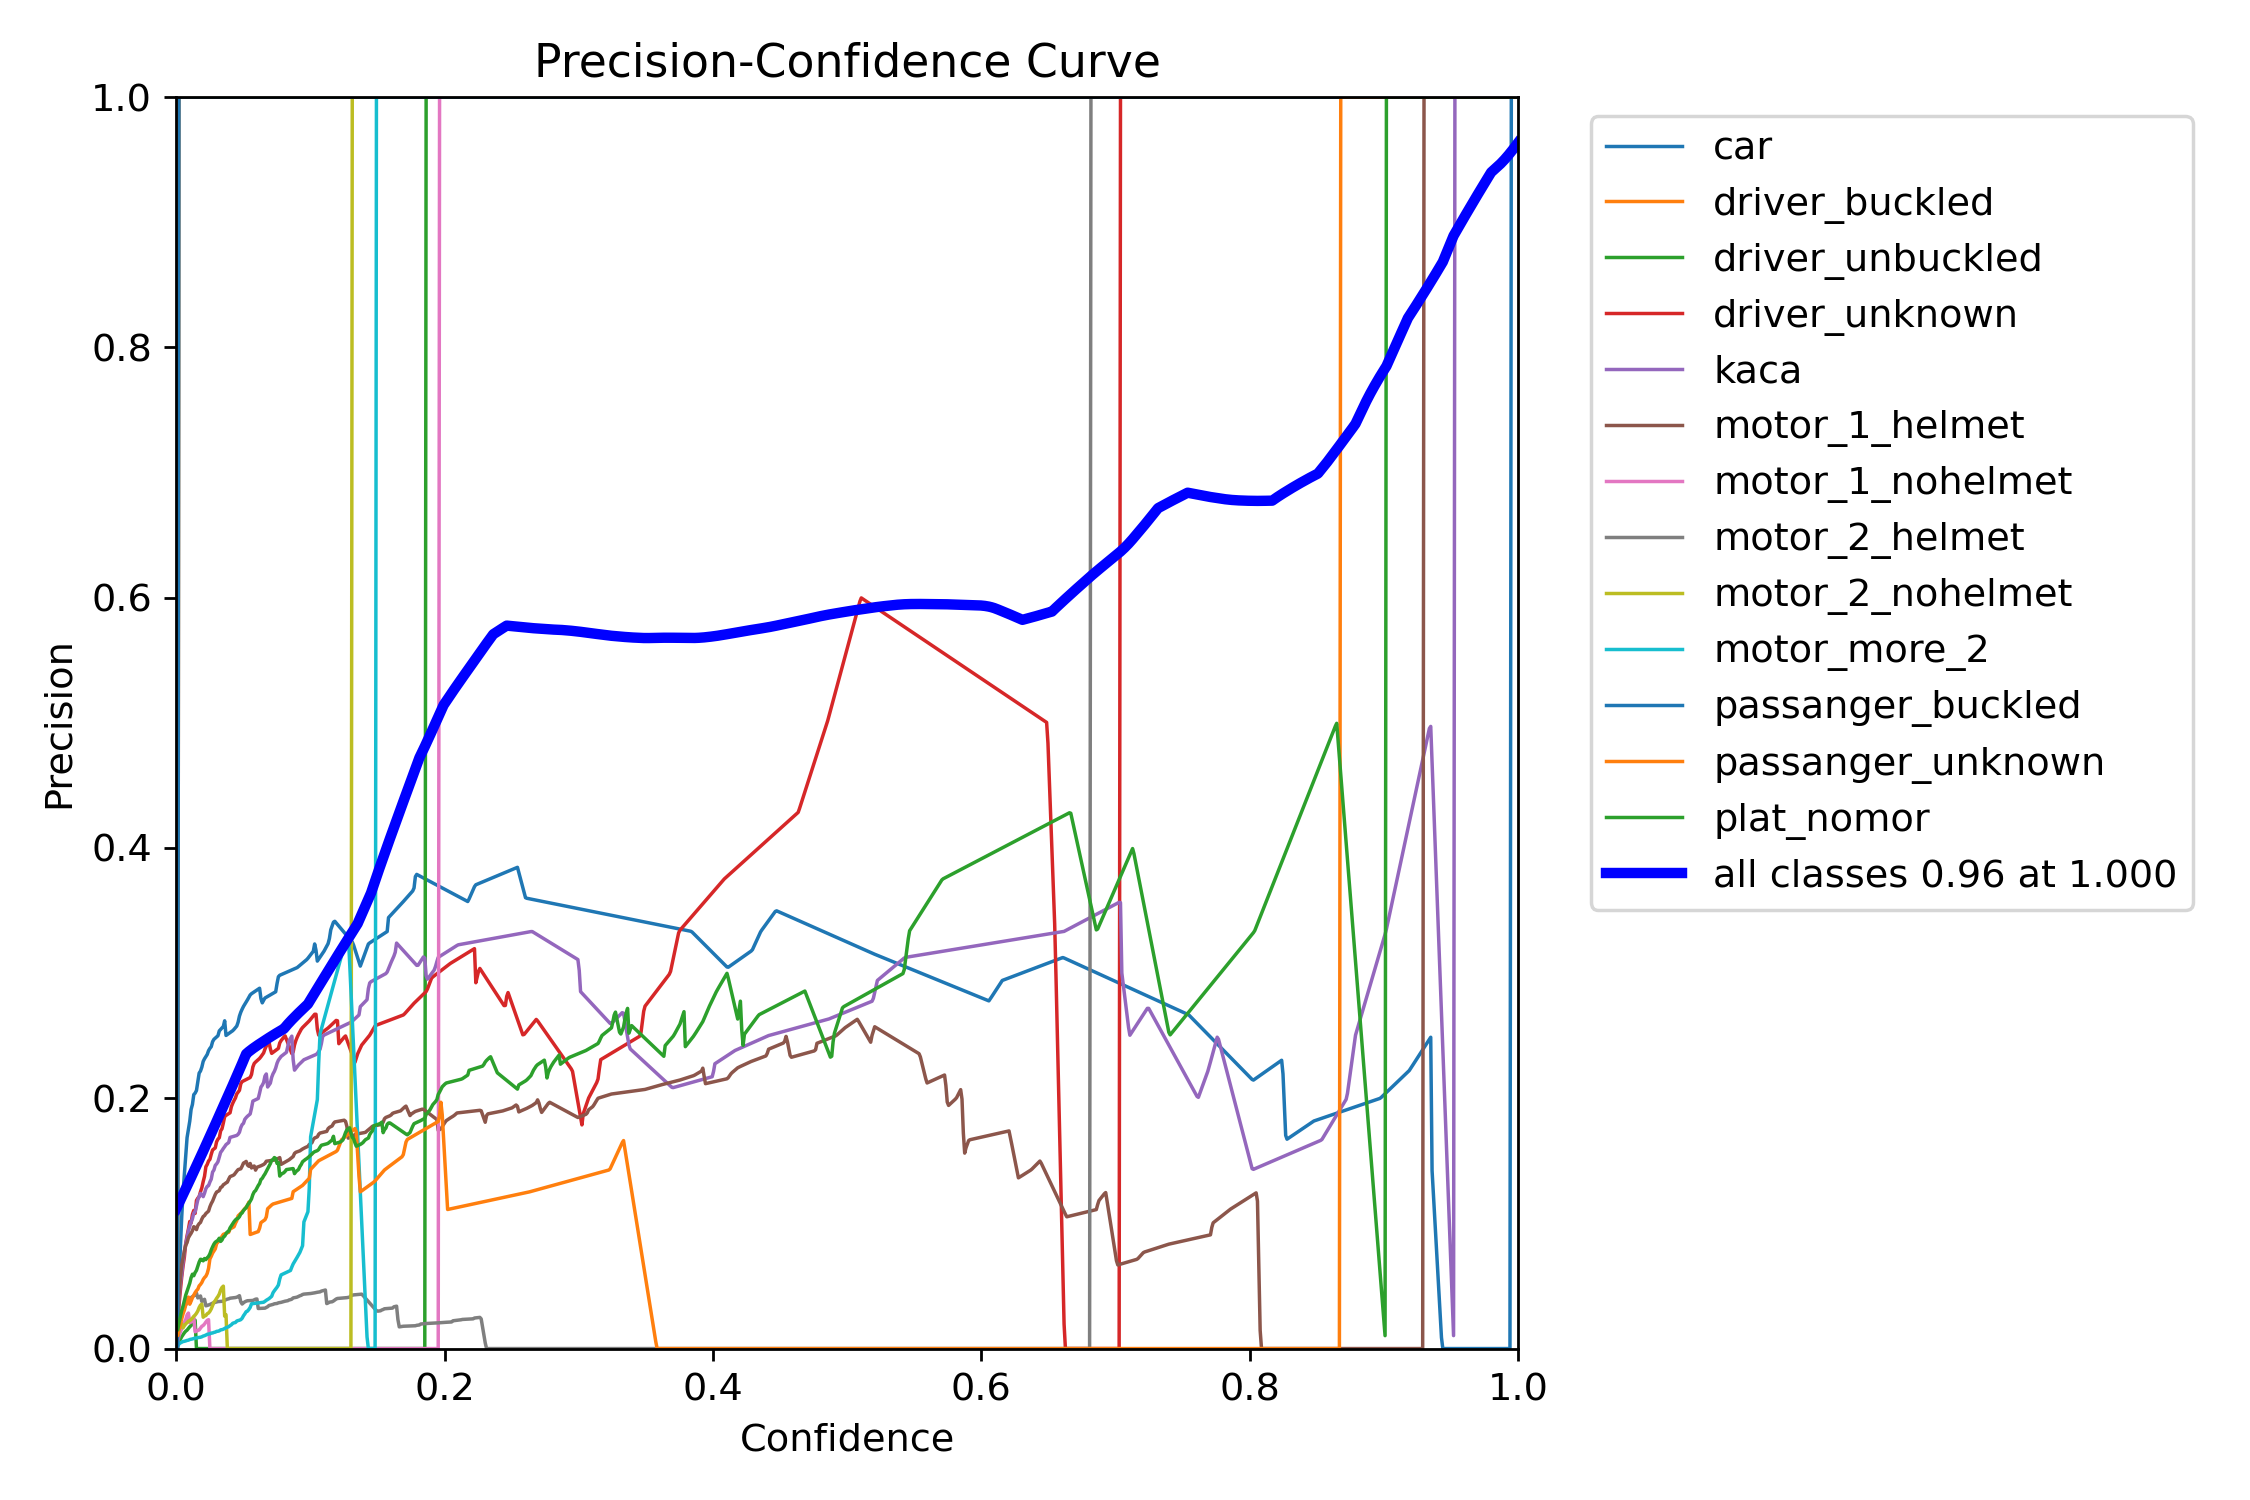 Precision-Confidence Curve
1.0
0.8
0.6
0.4
0.2
0.0
Precision
0.0 0.2 0.4 0.6 0.8 1.0
Confidence
car
driver_buckled
driver_unbuckled
driver_unknown
kaca
motor_1_helmet
motor_1_nohelmet
motor_2_helmet
motor_2_nohelmet
motor_more_2
passanger_buckled
passanger_unknown
plat_nomor
all classes 0.96 at 1.000